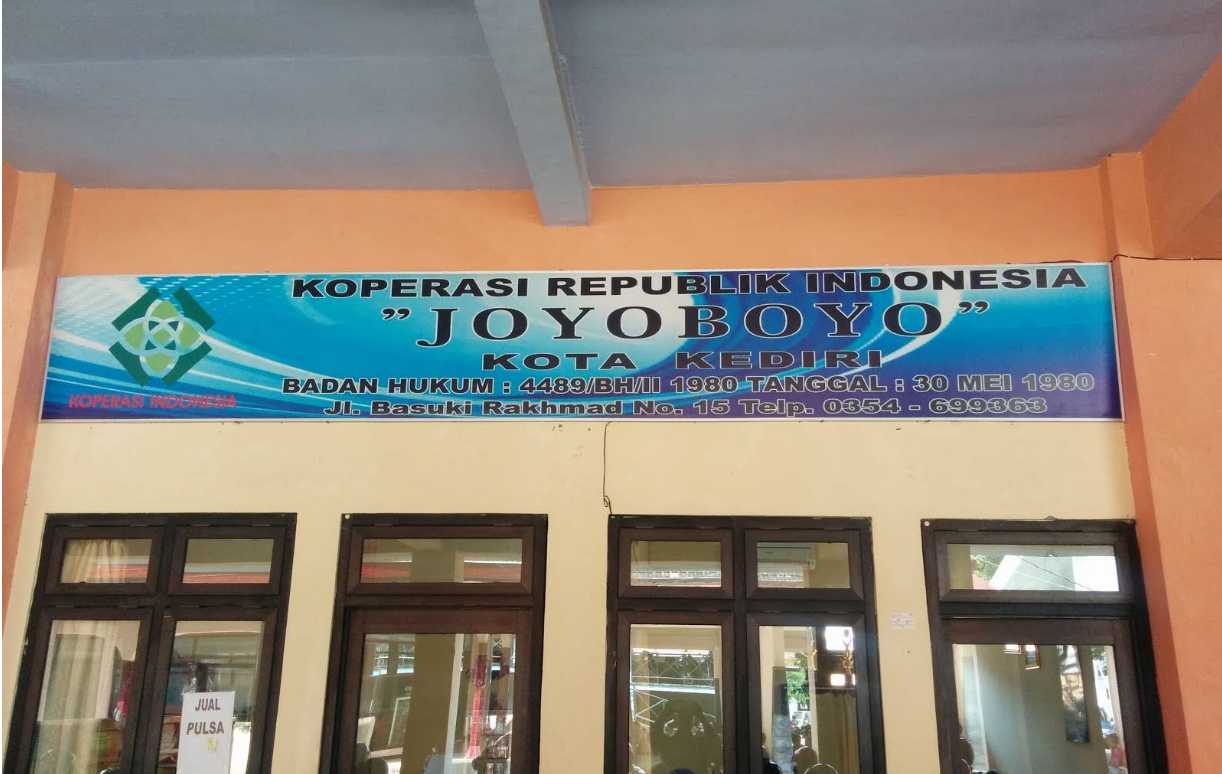 KOPERASI REPUBLIK INDONESIA
"JOYOBOYO"
KOTA KEDIRI
BADAN HUKUM : 4489/BH/II 1980 TANGGAL : 30 MEI 1980
Jl. Basuki Rakhmad No. 15 Telp. 0354 - 699363
KOPERASI INDONESIA
JUAL
PULSA